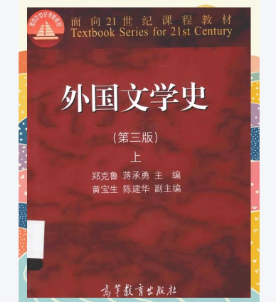 面向21世纪课程教材
Textbook Series for 21st Century
外国文学史
(第三版)
上
郑克鲁 蒋承勇 主编
黄宝生 陈建华 副主编
高等教育出版社